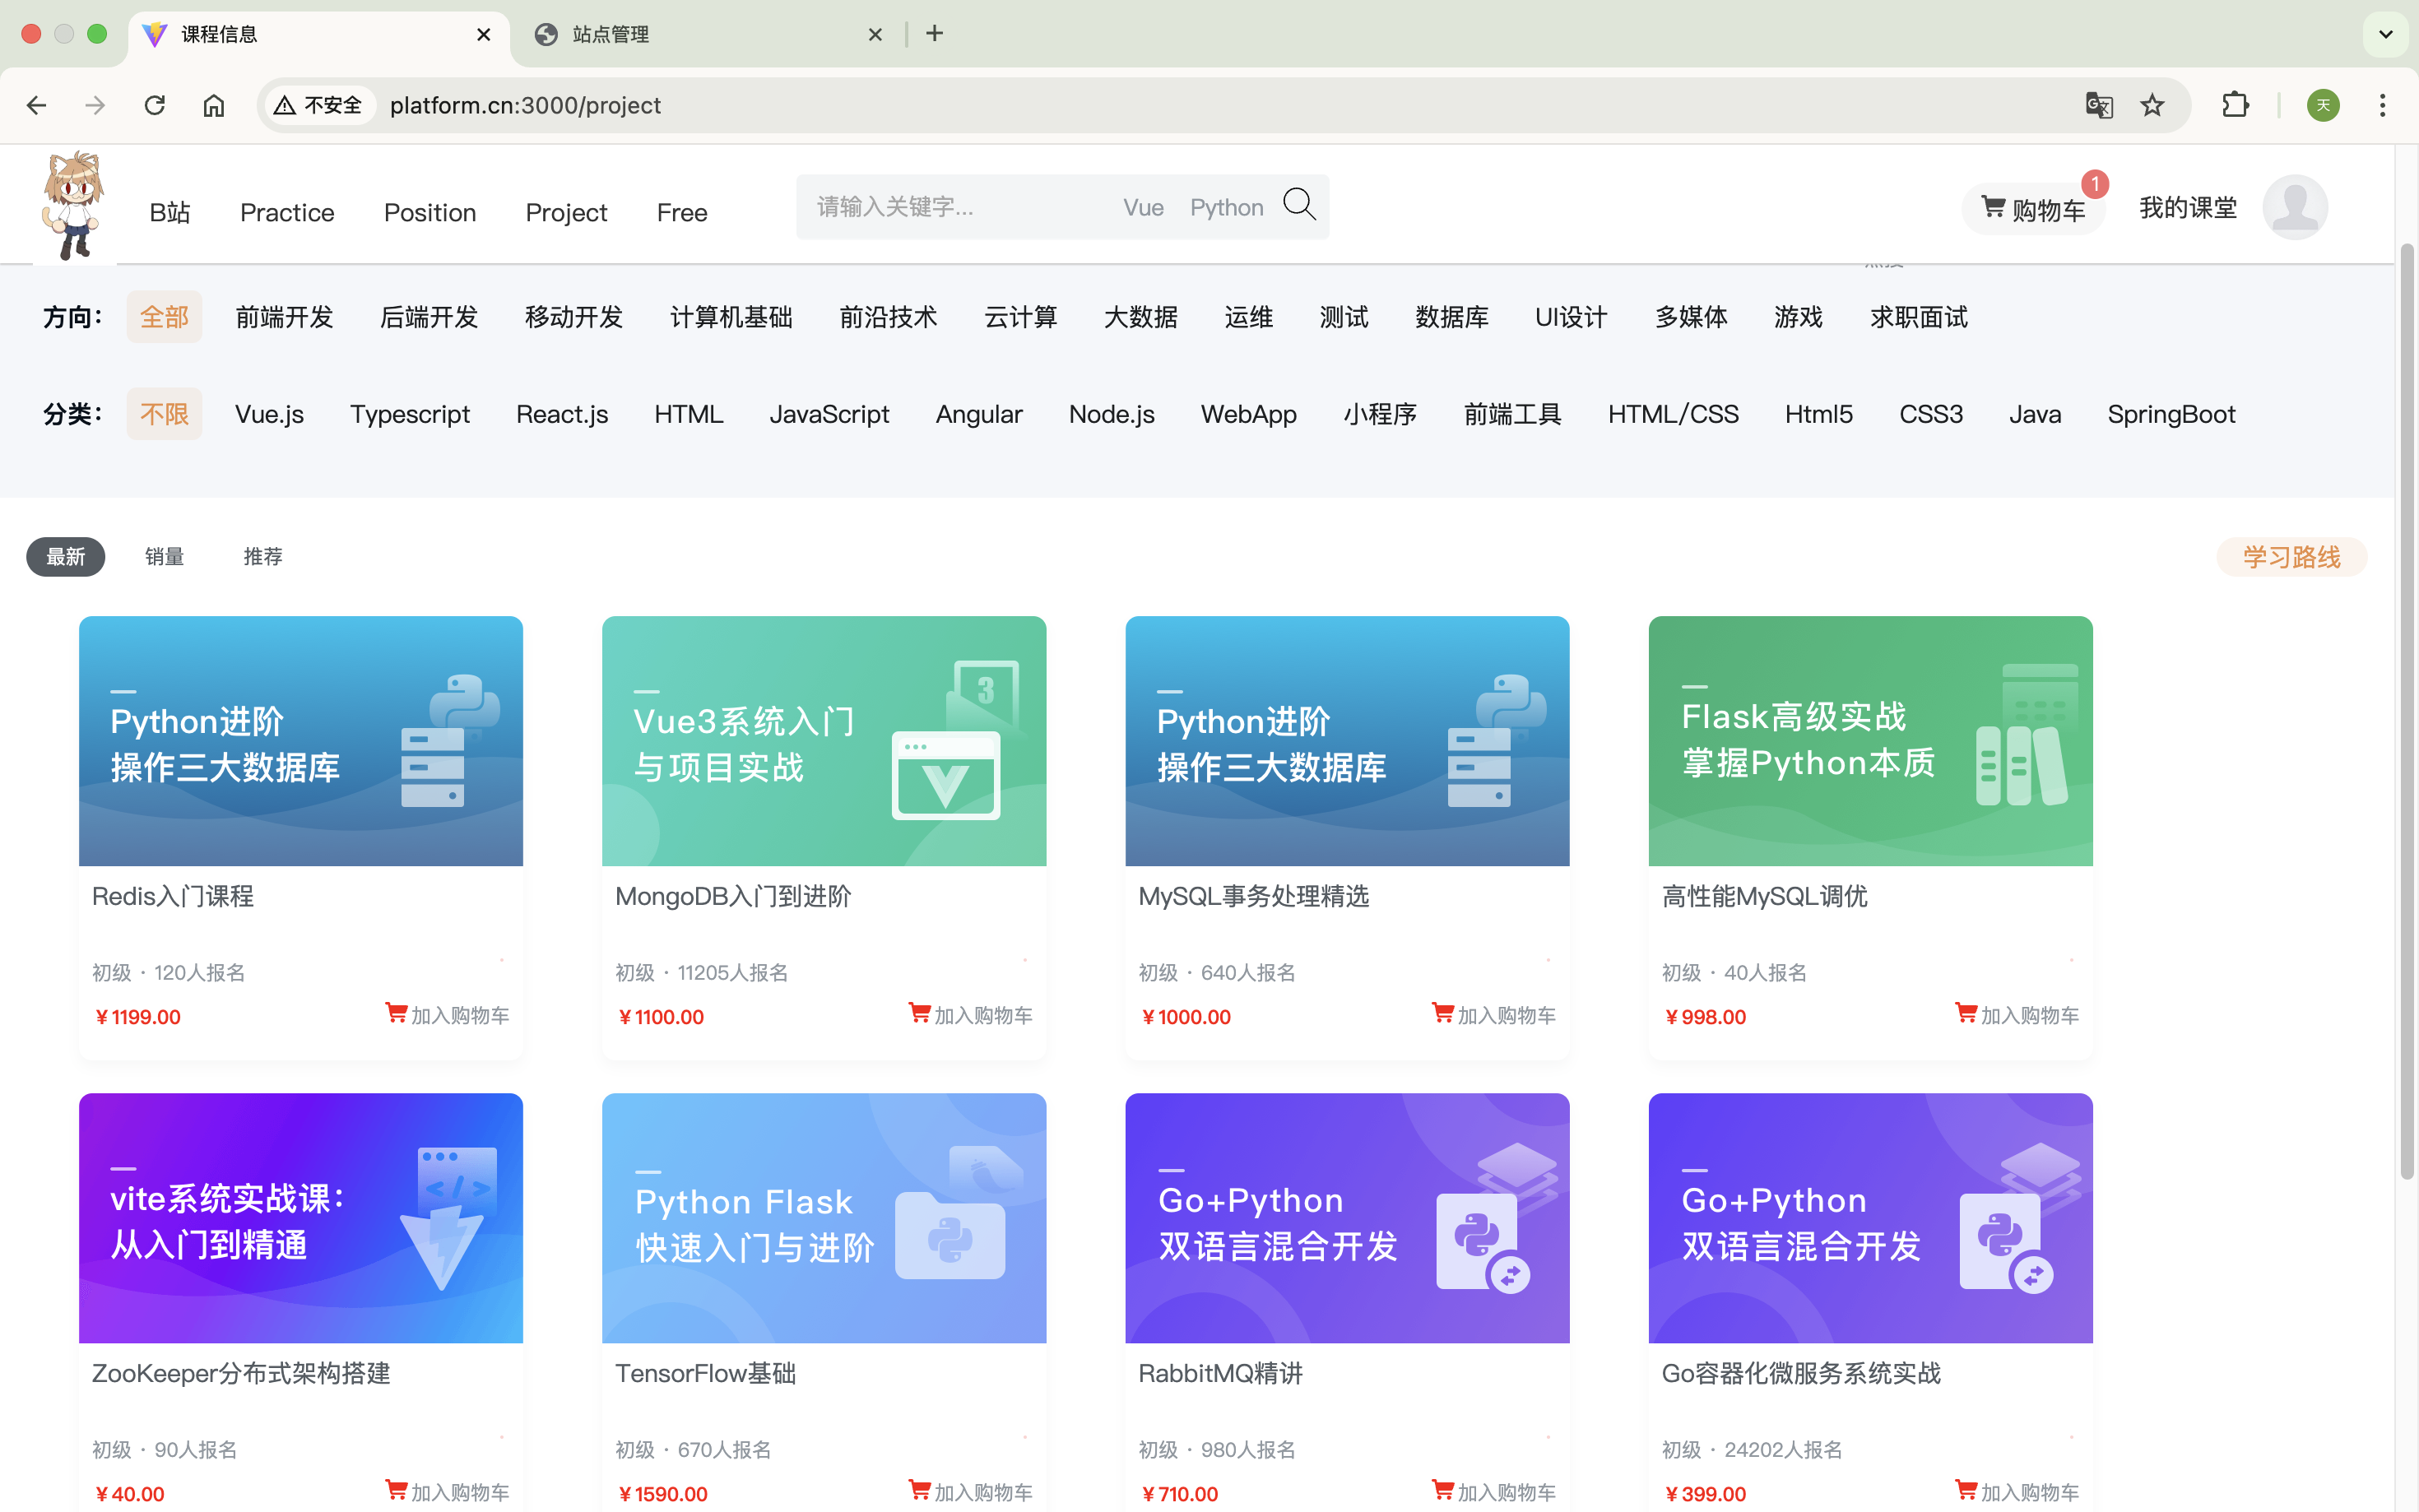 课程信息
站点管理
不安全
platform.cn:3000/project
天
B站
Practice
Position
Project
Free
请输入关键字...
Vue
Python
购物车
1
我的课堂
方向：
全部
前端开发
后端开发
移动开发
计算机基础
前沿技术
云计算
大数据
运维
测试
数据库
UI设计
多媒体
游戏
求职面试
分类：
不限
Vue.js
Typescript
React.js
HTML
JavaScript
Angular
Node.js
WebApp
小程序
前端工具
HTML/CSS
Html5
CSS3
Java
SpringBoot
最新
销量
推荐
学习路线
Python进阶
操作三大数据库
Redis入门课程
初级 · 120人报名
¥1199.00
加入购物车
3
Vue3系统入门
与项目实战
MongoDB入门到进阶
初级 · 11205人报名
¥1100.00
加入购物车
Python进阶
操作三大数据库
MySQL事务处理精选
初级 · 640人报名
¥1000.00
加入购物车
Flask高级实战
掌握Python本质
高性能MySQL调优
初级 · 40人报名
¥998.00
加入购物车
vite系统实战课：
从入门到精通
ZooKeeper分布式架构搭建
初级 · 90人报名
¥40.00
加入购物车
Python Flask
快速入门与进阶
TensorFlow基础
初级 · 670人报名
¥1590.00
加入购物车
Go+Python
双语言混合开发
RabbitMQ精讲
初级 · 980人报名
¥710.00
加入购物车
Go+Python
双语言混合开发
Go容器化微服务系统实战
初级 · 24202人报名
¥399.00
加入购物车